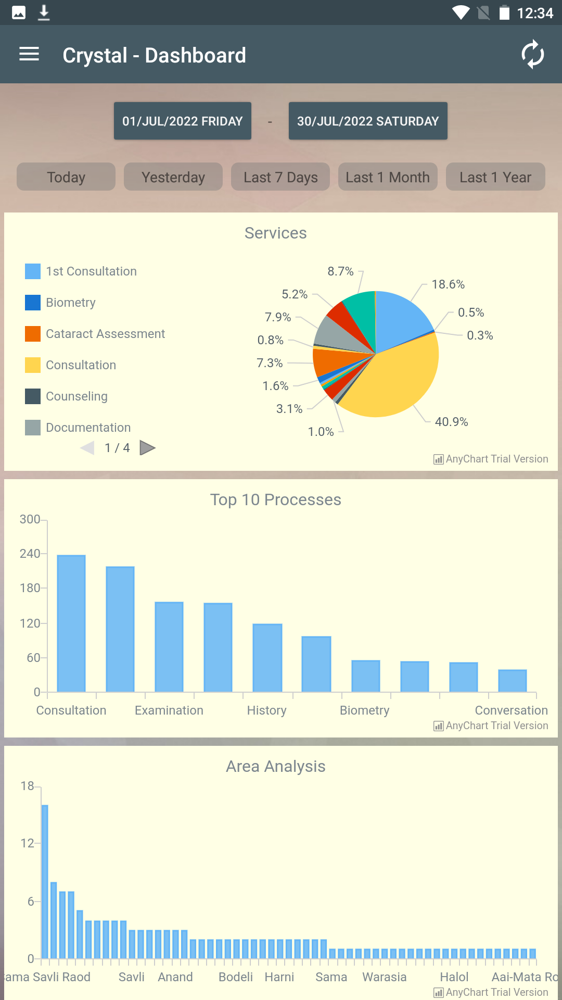 12:34
Crystal - Dashboard
01/JUL/2022 FRIDAY - 30/JUL/2022 SATURDAY
Today Yesterday Last 7 Days Last 1 Month Last 1 Year
Services
1st Consultation
Biometry
Cataract Assessment
Consultation
Counseling
Documentation
1 / 4
8.7%
18.6%
5.2%
0.5%
7.9%
0.3%
0.8%
7.3%
1.6%
3.1%
40.9%
1.0%
AnyChart Trial Version
Top 10 Processes
300
240
180
120
60
0
Consultation Examination History Biometry Conversation
AnyChart Trial Version
Area Analysis
18
12
6
0
ama Savli Raod Savli Anand Bodeli Harni Sama Warasia Halol Aai-Mata Ro
AnyChart Trial Version